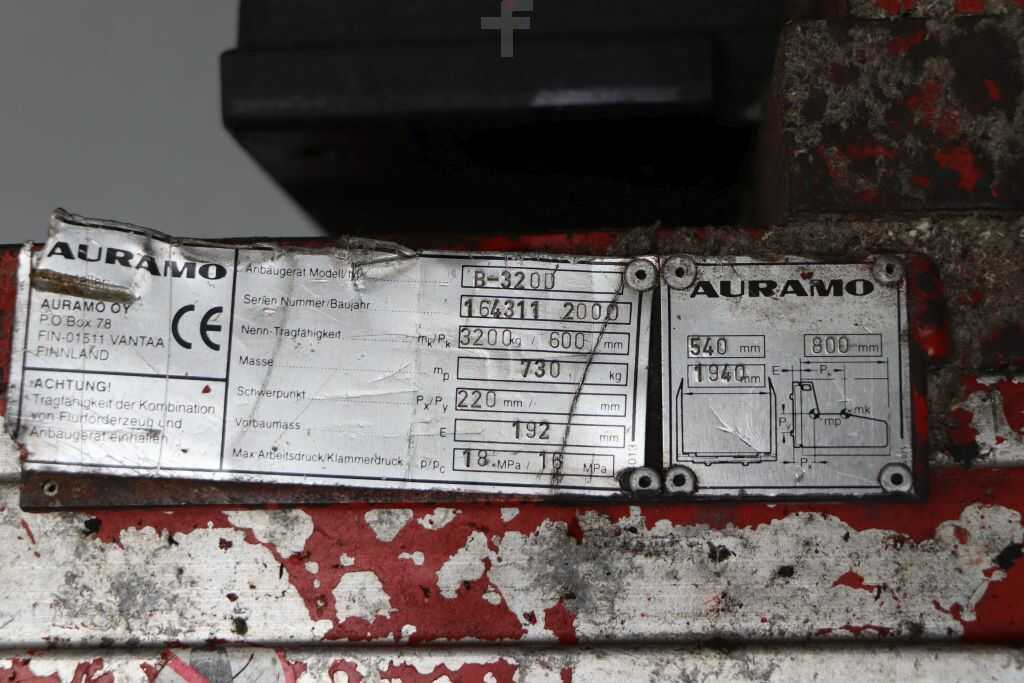 AURAMO
AURAMO OY
P.O Box 78
FIN-01511 VANTAA
FINNLAND
CE
ACHTUNG!
Tragfähigkeit der Kombination
von Flurförderzeug und
Anbaugerät einhalten
Anbaugerät Modell/ B-320D
Serien Nummer/Baujahr 164311 2000
Nenn-Tragfähigkeit mk/Pk 3200 kg / 600 mm
Masse mp 730 kg
Schwerpunkt Px/Py 220 mm/ mm
Vorbaumass E 192 mm
Max Arbeitsdruck/Klammerdruck p/pc 18 MPa / 16 MPa
AURAMO
540 mm 800 mm
1940 mm E Px
mk
mp
Py
f